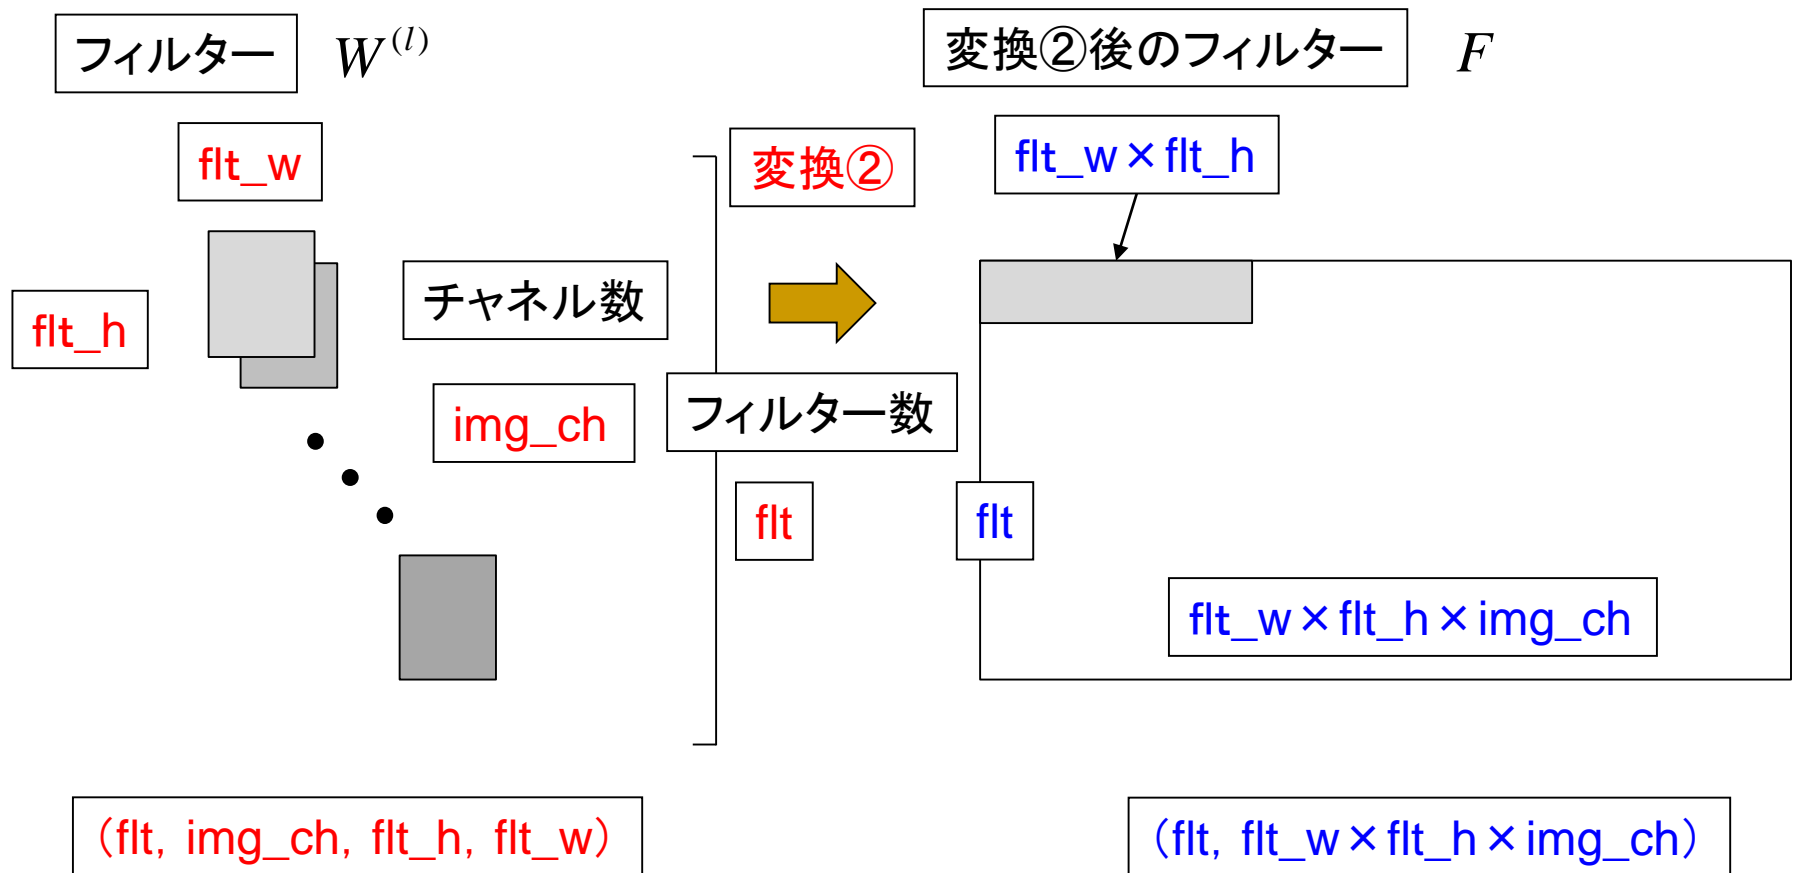 フィルター W^(l)
変換②後のフィルター F
flt_w
変換②
flt_w×flt_h
flt_h
チャネル数
img_ch
フィルター数
flt
flt
flt_w×flt_h×img_ch
（flt, img_ch, flt_h, flt_w）
（flt, flt_w×flt_h×img_ch）